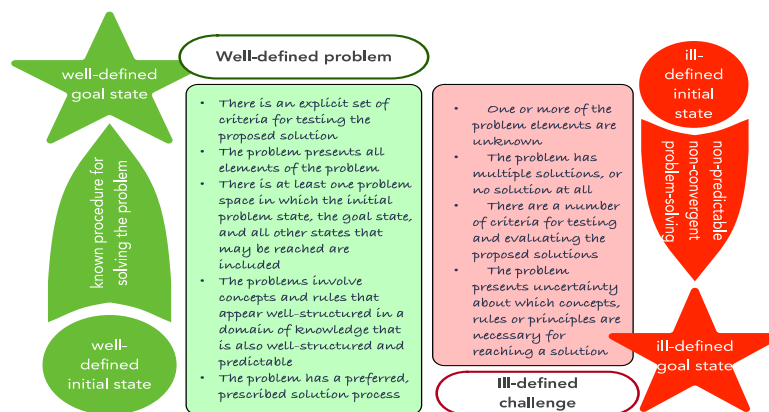 well-defined
goal state
known procedure for
solving the problem
well-
defined
initial state
Well-defined problem
• There is an explicit set of
criteria for testing the
proposed solution
• The problem presents all
elements of the problem
• There is at least one problem
space in which the initial
problem state, the goal state,
and all other states that
may be reached are
included
• The problems involve
concepts and rules that
appear well-structured in a
domain of knowledge that
is also well-structured and
predictable
• The problem has a preferred,
prescribed solution process
• One or more of the
problem elements are
unknown
• The problem has
multiple solutions, or
no solution at all
• There are a number
of criteria for testing
and evaluating the
proposed solutions
• The problem
presents uncertainty
about which concepts,
rules or principles are
necessary for
reaching a solution
Ill-defined
challenge
ill-
defined
initial
state
non-predictable
non-convergent
problem-solving
ill-defined
goal state